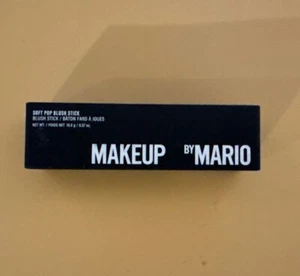 SOFT POP BLUSH STICK
BLUSH STICK / BÂTON FARD À JOUES
NET WT. / POIDS NET. 10.5 g / 0.37 oz.
MAKEUP BY MARIO